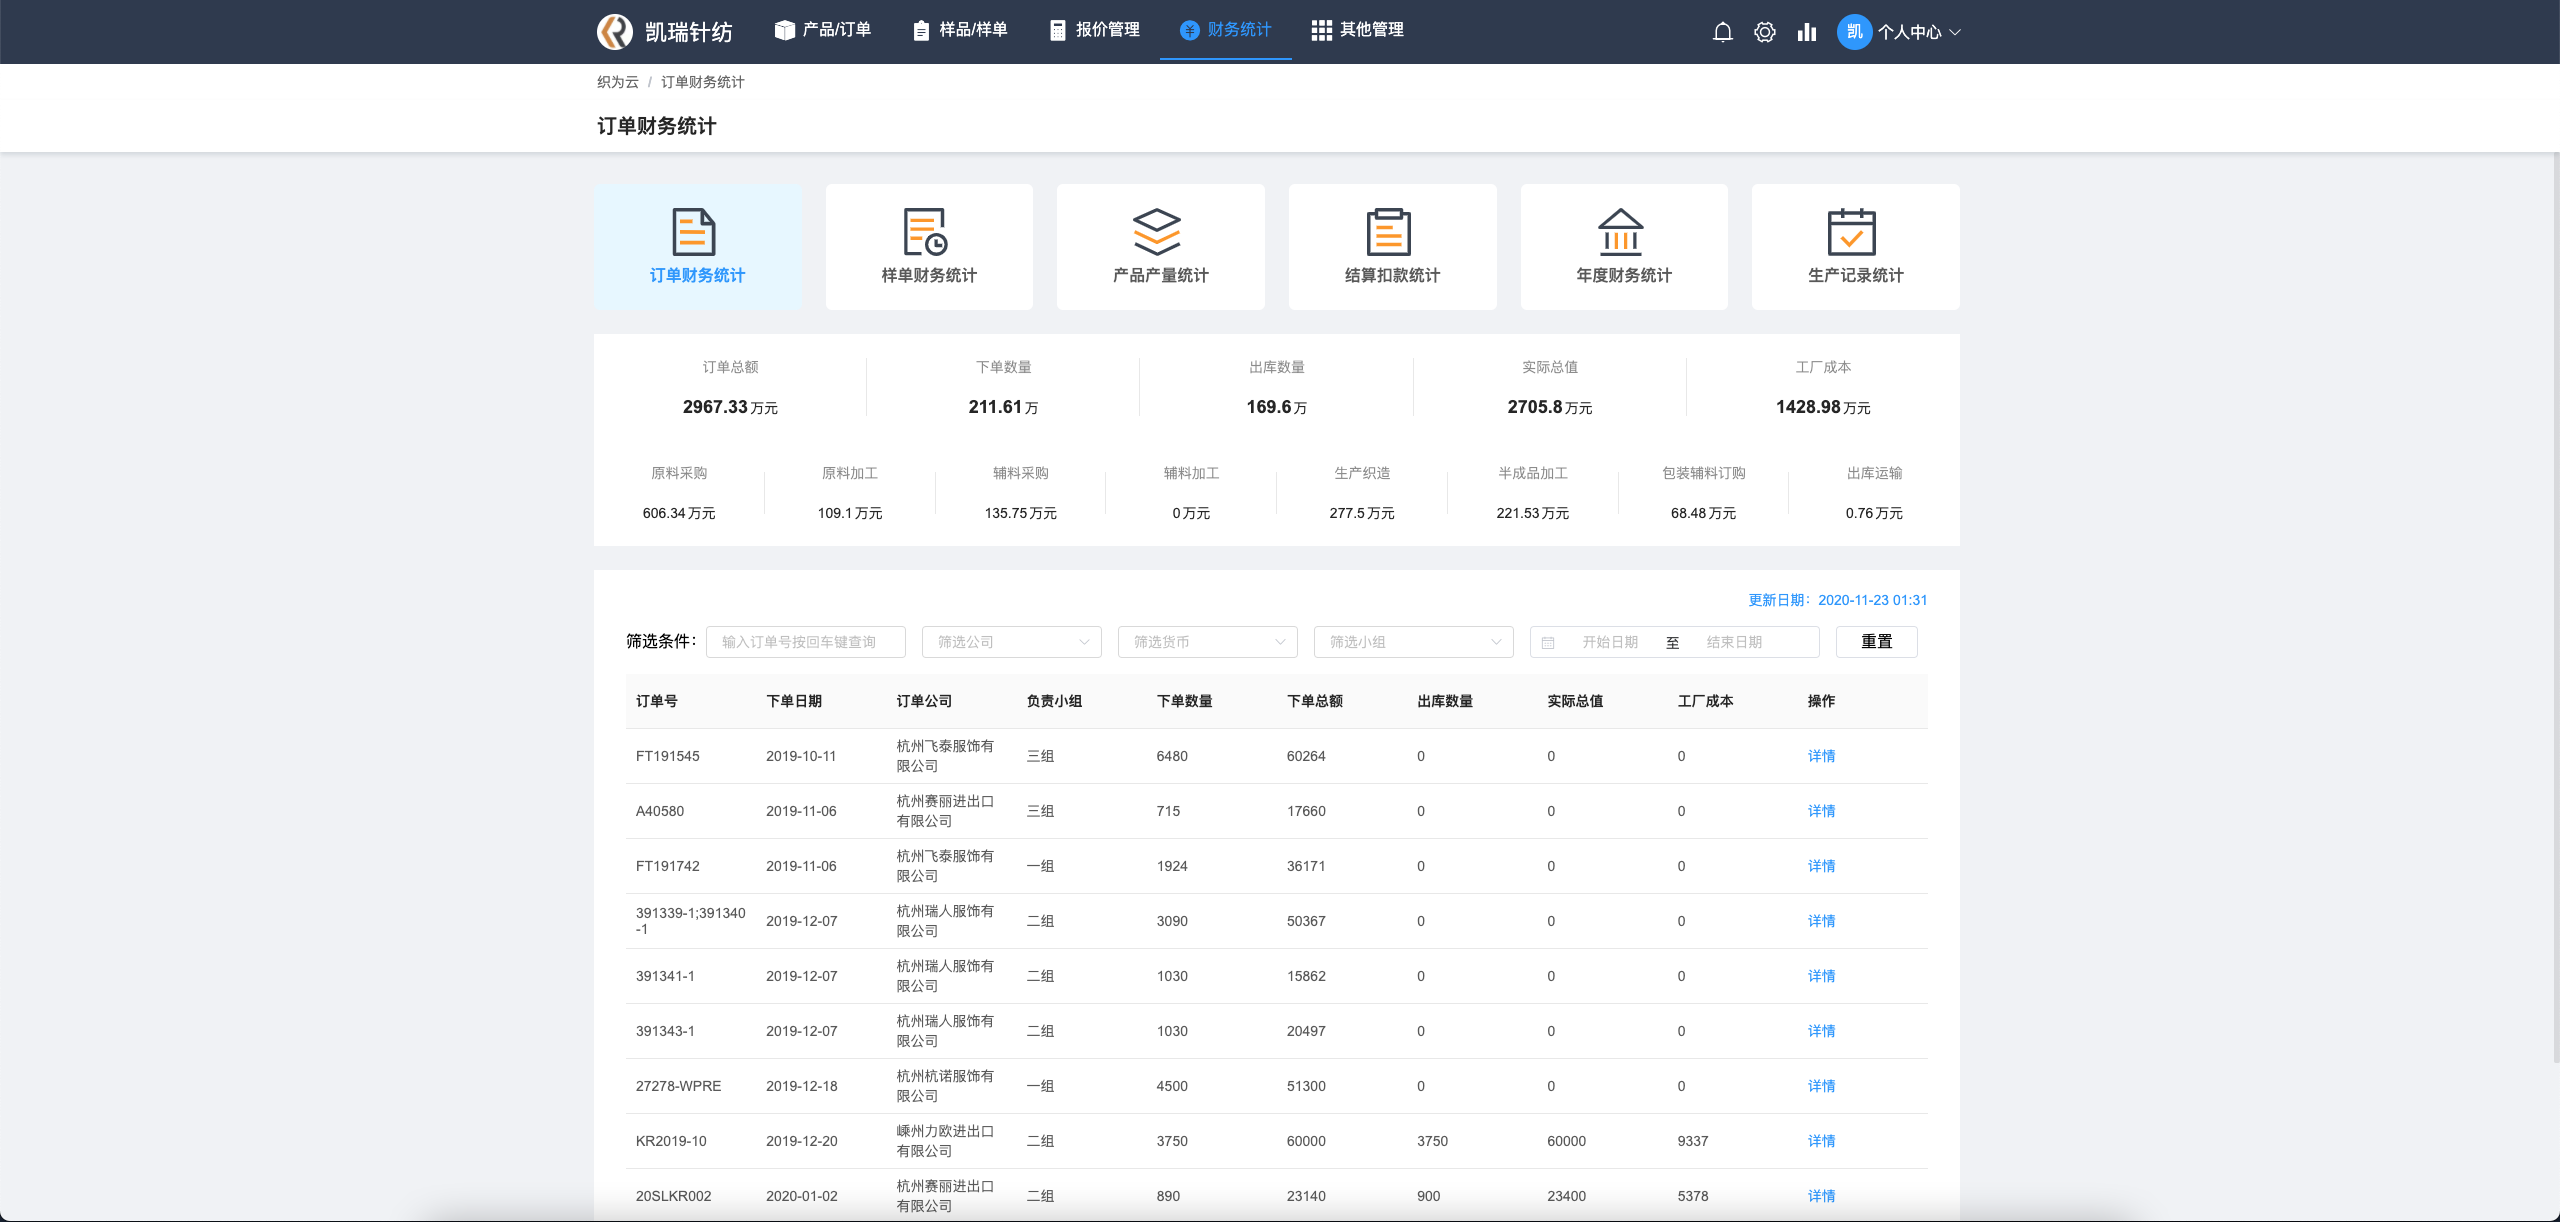 凯瑞针纺 产品/订单 样品/样单 报价管理 财务统计 其他管理 凯 个人中心
织为云 / 订单财务统计
订单财务统计
订单财务统计 样单财务统计 产品产量统计 结算扣款统计 年度财务统计 生产记录统计
订单总额 下单数量 出库数量 实际总值 工厂成本
2967.33万元 211.61万 169.6万 2705.8万元 1428.98万元
原料采购 原料加工 辅料采购 辅料加工 生产织造 半成品加工 包装辅料订购 出库运输
606.34万元 109.1万元 135.75万元 0万元 277.5万元 221.53万元 68.48万元 0.76万元
更新日期：2020-11-23 01:31
筛选条件： 输入订单号按回车键查询 筛选公司 筛选货币 筛选小组 开始日期 至 结束日期 重置
订单号 下单日期 订单公司 负责小组 下单数量 下单总额 出库数量 实际总值 工厂成本 操作
FT191545 2019-10-11 杭州飞泰服饰有
限公司 三组 6480 60264 0 0 0 详情
A40580 2019-11-06 杭州赛丽进出口
有限公司 三组 715 17660 0 0 0 详情
FT191742 2019-11-06 杭州飞泰服饰有
限公司 一组 1924 36171 0 0 0 详情
391339-1;391340
-1 2019-12-07 杭州瑞人服饰有
限公司 二组 3090 50367 0 0 0 详情
391341-1 2019-12-07 杭州瑞人服饰有
限公司 二组 1030 15862 0 0 0 详情
391343-1 2019-12-07 杭州瑞人服饰有
限公司 二组 1030 20497 0 0 0 详情
27278-WPRE 2019-12-18 杭州杭诺服饰有
限公司 一组 4500 51300 0 0 0 详情
KR2019-10 2019-12-20 嵊州力欧进出口
有限公司 二组 3750 60000 3750 60000 9337 详情
20SLKR002 2020-01-02 杭州赛丽进出口
有限公司 二组 890 23140 900 23400 5378 详情